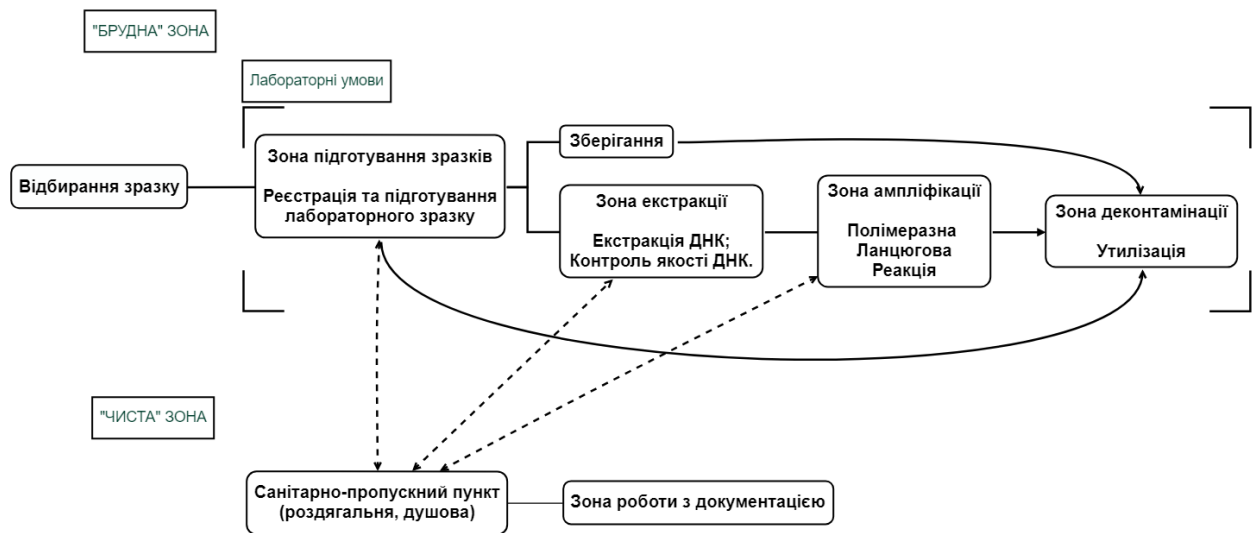 "БРУДНА" ЗОНА
Лабораторні умови
Відбирання зразку
Зона підготування зразків
Реєстрація та підготування
лабораторного зразку
Зберігання
Зона екстракції
Екстракція ДНК;
Контроль якості ДНК.
Зона ампліфікації
Полімеразна
Ланцюгова
Реакція
Зона деконтамінації
Утилізація
"ЧИСТА" ЗОНА
Санітарно-пропускний пункт
(роздягальня, душова)
Зона роботи з документацією